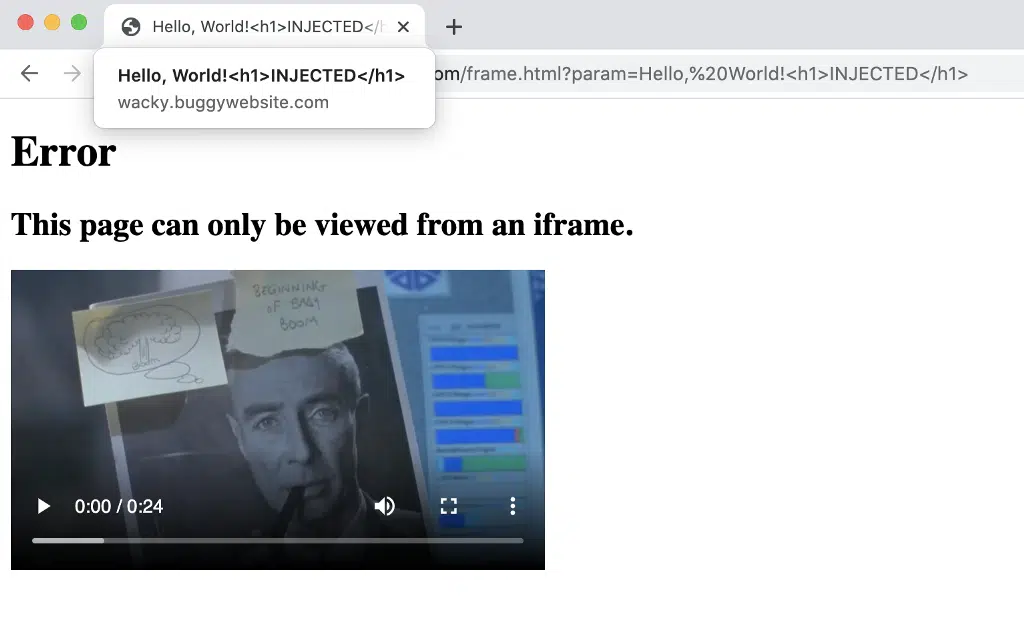 Hello, World!<h1>INJECTED</h
Hello, World!<h1>INJECTED</h1>
wacky.buggywebsite.com
om/frame.html?param=Hello,%20World!<h1>INJECTED</h1>
Error
This page can only be viewed from an iframe.
BEGINNING
OF BABY
BOOM
0:00 / 0:24